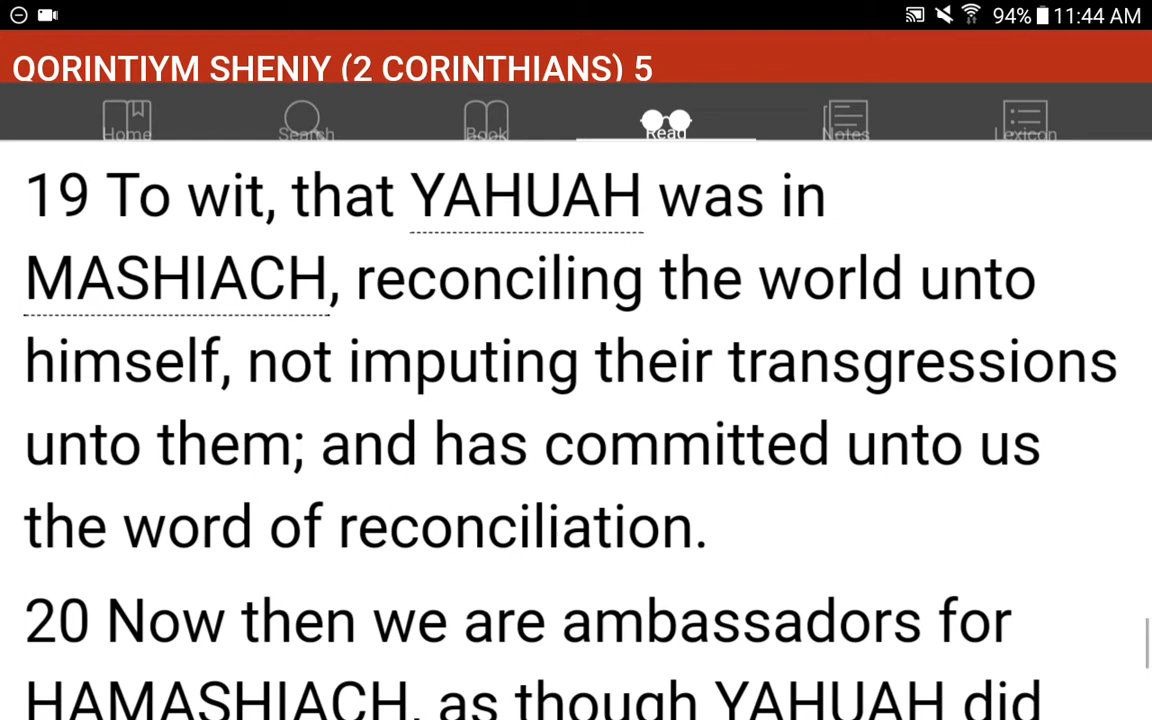 94% 11:44 AM
QORINTIYM SHENIY (2 CORINTHIANS) 5
Home Search Book Read Notes Lexicon
19 To wit, that YAHUAH was in
MASHIACH, reconciling the world unto
himself, not imputing their transgressions
unto them; and has committed unto us
the word of reconciliation.
20 Now then we are ambassadors for
HAMASHIACH, as though YAHUAH did